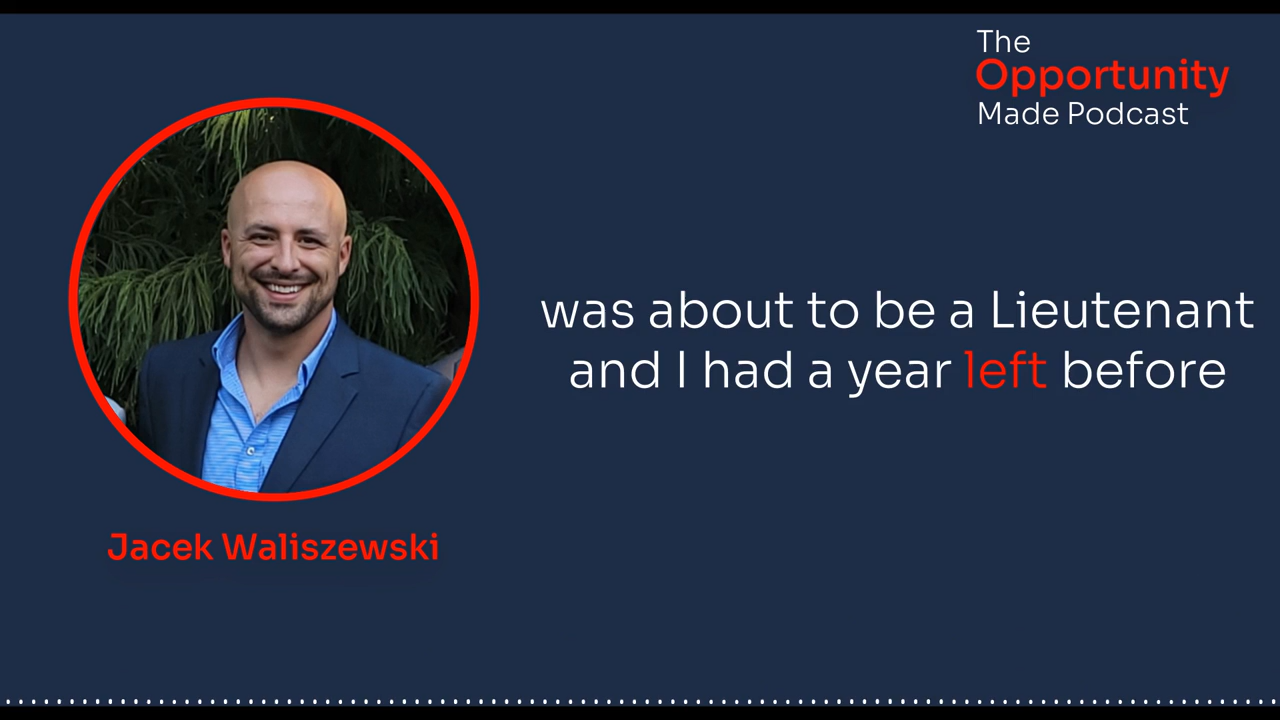 The
Opportunity
Made Podcast
was about to be a Lieutenant
and I had a year left before
Jacek Waliszewski